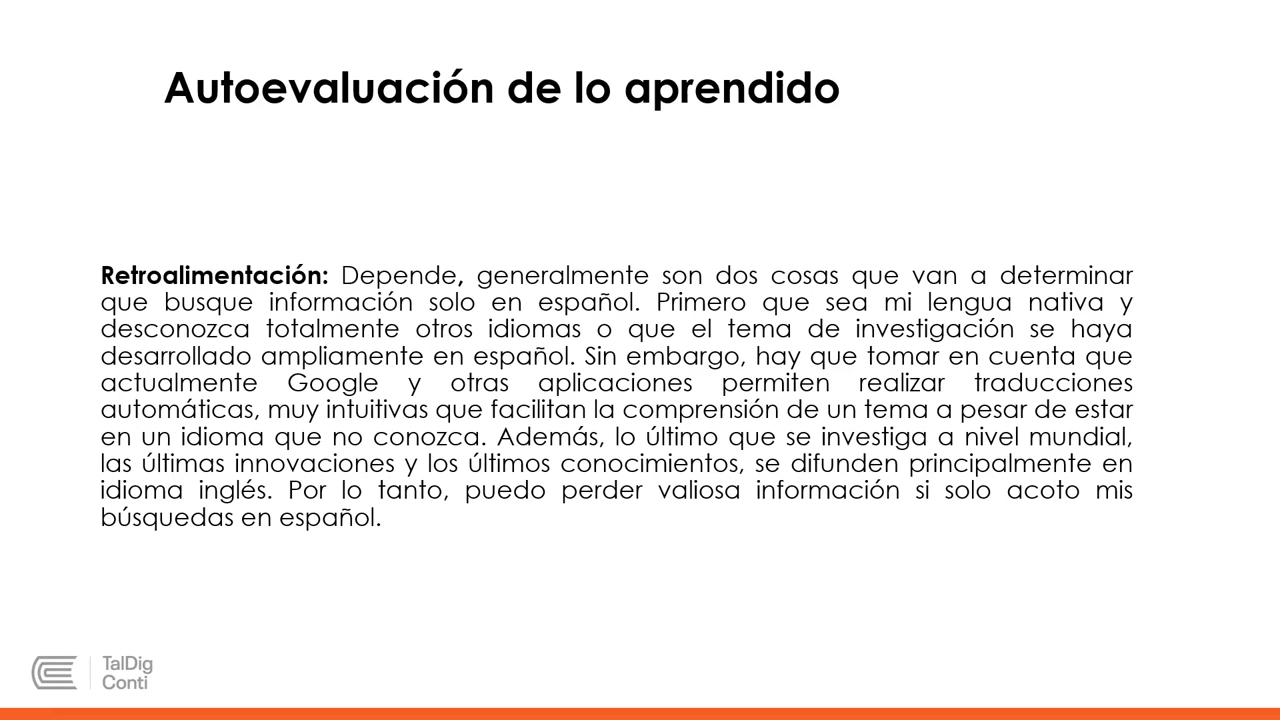 Autoevaluación de lo aprendido
Retroalimentación: Depende, generalmente son dos cosas que van a determinar
que busque información solo en español. Primero que sea mi lengua nativa y
desconozca totalmente otros idiomas o que el tema de investigación se haya
desarrollado ampliamente en español. Sin embargo, hay que tomar en cuenta que
actualmente Google y otras aplicaciones permiten realizar traducciones
automáticas, muy intuitivas que facilitan la comprensión de un tema a pesar de estar
en un idioma que no conozca. Además, lo último que se investiga a nivel mundial,
las últimas innovaciones y los últimos conocimientos, se difunden principalmente en
idioma inglés. Por lo tanto, puedo perder valiosa información si solo acoto mis
búsquedas en español.
TalDig
Conti